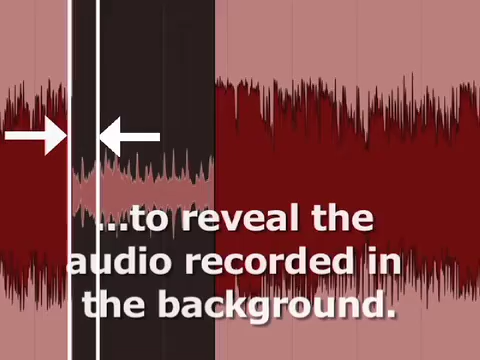 ...to reveal the
audio recorded in
the background.